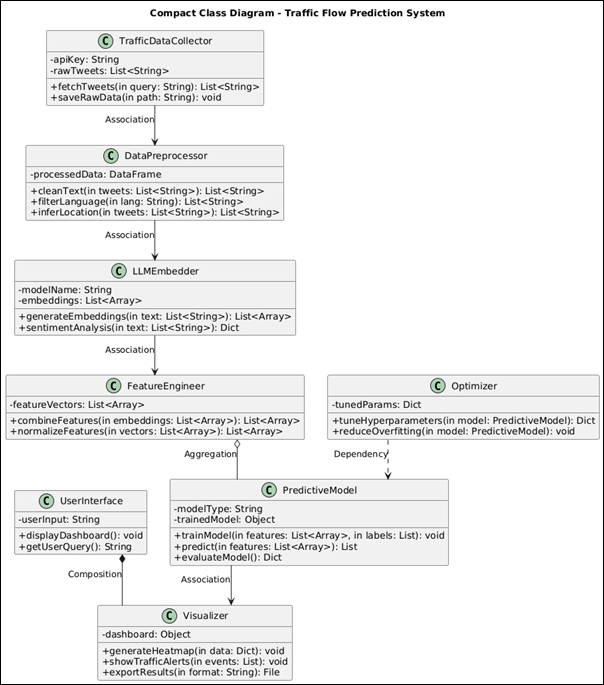 Compact Class Diagram - Traffic Flow Prediction System
C TrafficDataCollector
-apiKey: String
-rawTweets: List<String>
+fetchTweets(in query: String): List<String>
+saveRawData(in path: String): void
Association
C DataPreprocessor
-processedData: DataFrame
+cleanText(in tweets: List<String>): List<String>
+filterLanguage(in lang: String): List<String>
+inferLocation(in tweets: List<String>): List<String>
Association
C LLMEmbedder
-modelName: String
-embeddings: List<Array>
+generateEmbeddings(in text: List<String>): List<Array>
+sentimentAnalysis(in text: List<String>): Dict
Association
C FeatureEngineer
-featureVectors: List<Array>
+combineFeatures(in embeddings: List<Array>): List<Array>
+normalizeFeatures(in vectors: List<Array>): List<Array>
C Optimizer
-tunedParams: Dict
+tuneHyperparameters(in model: PredictiveModel): Dict
+reduceOverfitting(in model: PredictiveModel): void
Aggregation
Dependency
C UserInterface
-userInput: String
+displayDashboard(): void
+getUserQuery(): String
C PredictiveModel
-modelType: String
-trainedModel: Object
+trainModel(in features: List<Array>, in labels: List): void
+predict(in features: List<Array>): List
+evaluateModel(): Dict
Composition
Association
C Visualizer
-dashboard: Object
+generateHeatmap(in data: Dict): void
+showTrafficAlerts(in events: List): void
+exportResults(in format: String): File